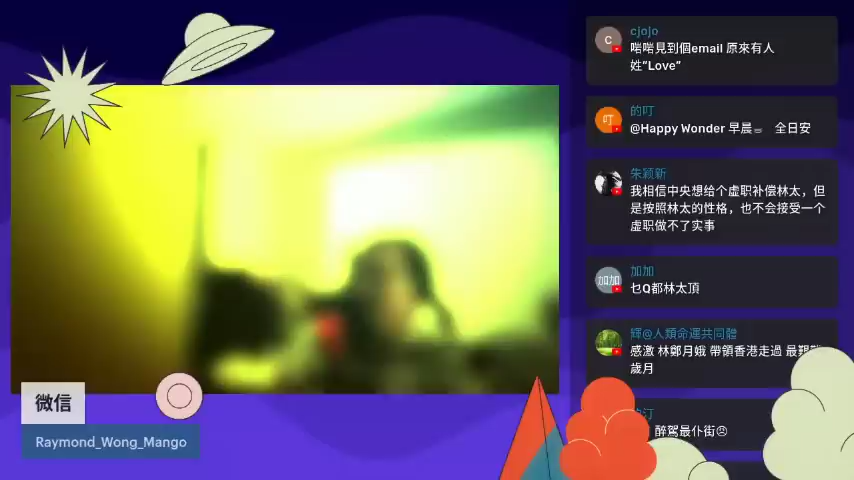 cjojo
啱啱見到個email 原來有人
姓"Love"
的叮
@Happy Wonder 早晨☕ 全日安
朱颖新
我相信中央想给个虚职补偿林太，但
是按照林太的性格，也不会接受一个
虚职做不了实事
加加
乜Q都林太頂
輝@人類命運共同體
感激 林鄭月娥 帶領香港走過 最艱
歲月
醉駕最仆街😠
微信
Raymond_Wong_Mango